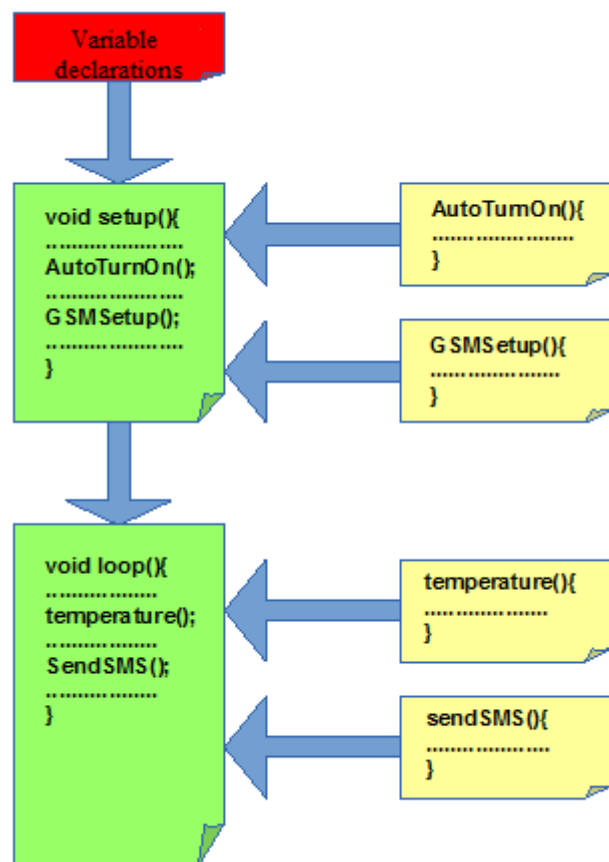 Variable
declarations
void setup(){
......................
AutoTurnOn();
......................
GSMSetup();
......................
}
AutoTurnOn(){
.......................
}
GSMSetup(){
.....................
}
void loop(){
..................
temperature();
..................
SendSMS();
..................
}
temperature(){
....................
}
sendSMS(){
....................
}